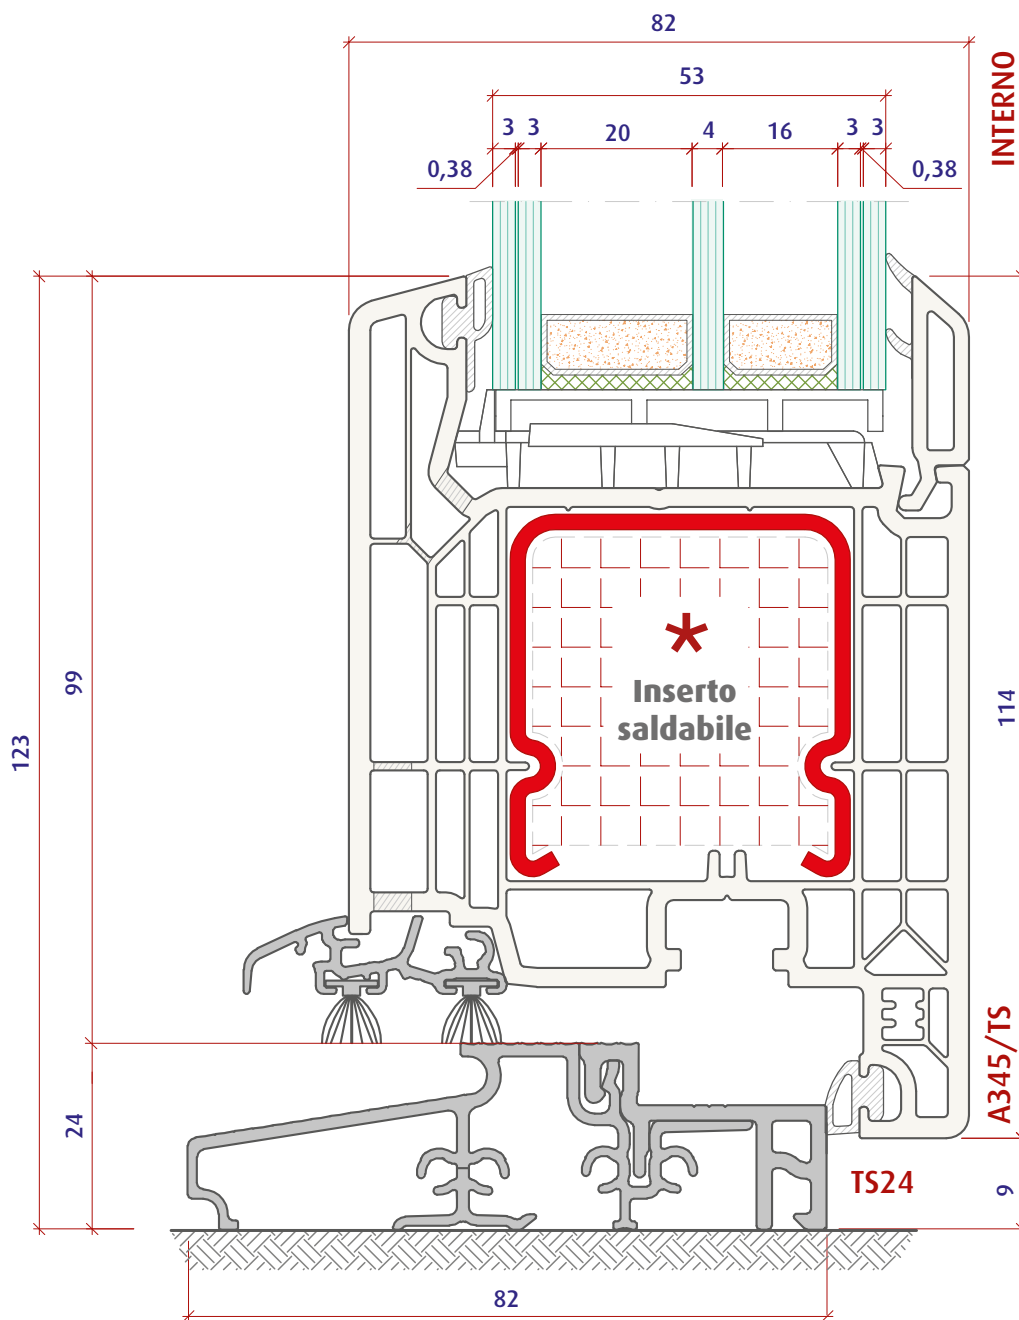 82
INTERNO
53
3 3 20 4 16 3 3
0,38 0,38
99
123
*
Inserto
saldabile
114
A345/TS
24
TS24
9
82